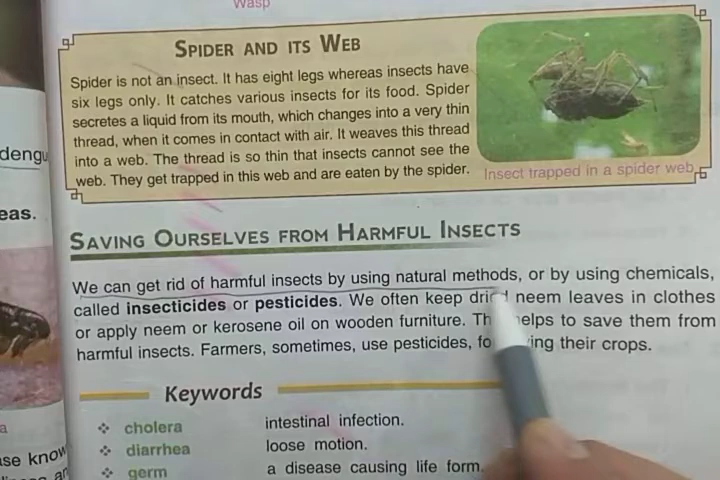 Wasp
SPIDER AND ITS WEB
Spider is not an insect. It has eight legs whereas insects have
six legs only. It catches various insects for its food. Spider
secretes a liquid from its mouth, which changes into a very thin
thread, when it comes in contact with air. It weaves this thread
into a web. The thread is so thin that insects cannot see the
web. They get trapped in this web and are eaten by the spider.
Insect trapped in a spider web
dengu
eas.
SAVING OURSELVES FROM HARMFUL INSECTS
We can get rid of harmful insects by using natural methods, or by using chemicals,
called insecticides or pesticides. We often keep dried neem leaves in clothes
or apply neem or kerosene oil on wooden furniture. Th elps to save them from
harmful insects. Farmers, sometimes, use pesticides, fo ing their crops.
Keywords
❖ cholera intestinal infection.
❖ diarrhea loose motion.
❖ germ a disease causing life form.
a
se know